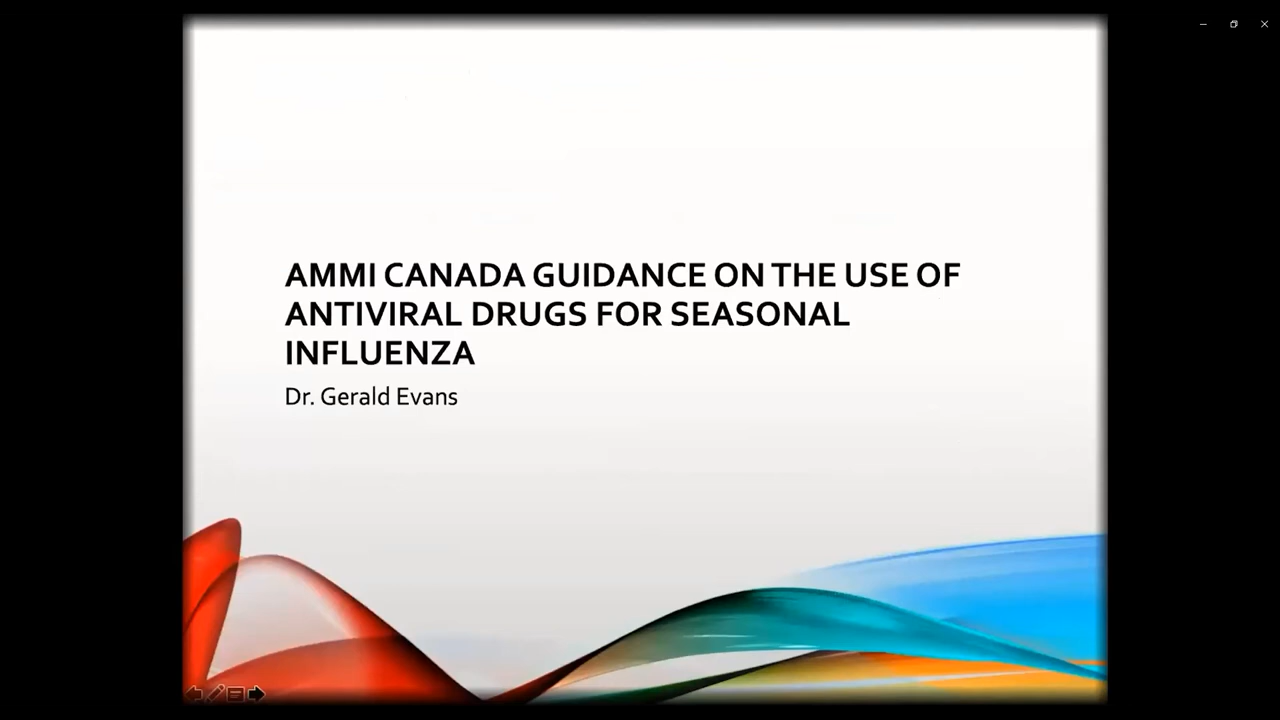 AMMI CANADA GUIDANCE ON THE USE OF
ANTIVIRAL DRUGS FOR SEASONAL
INFLUENZA
Dr. Gerald Evans